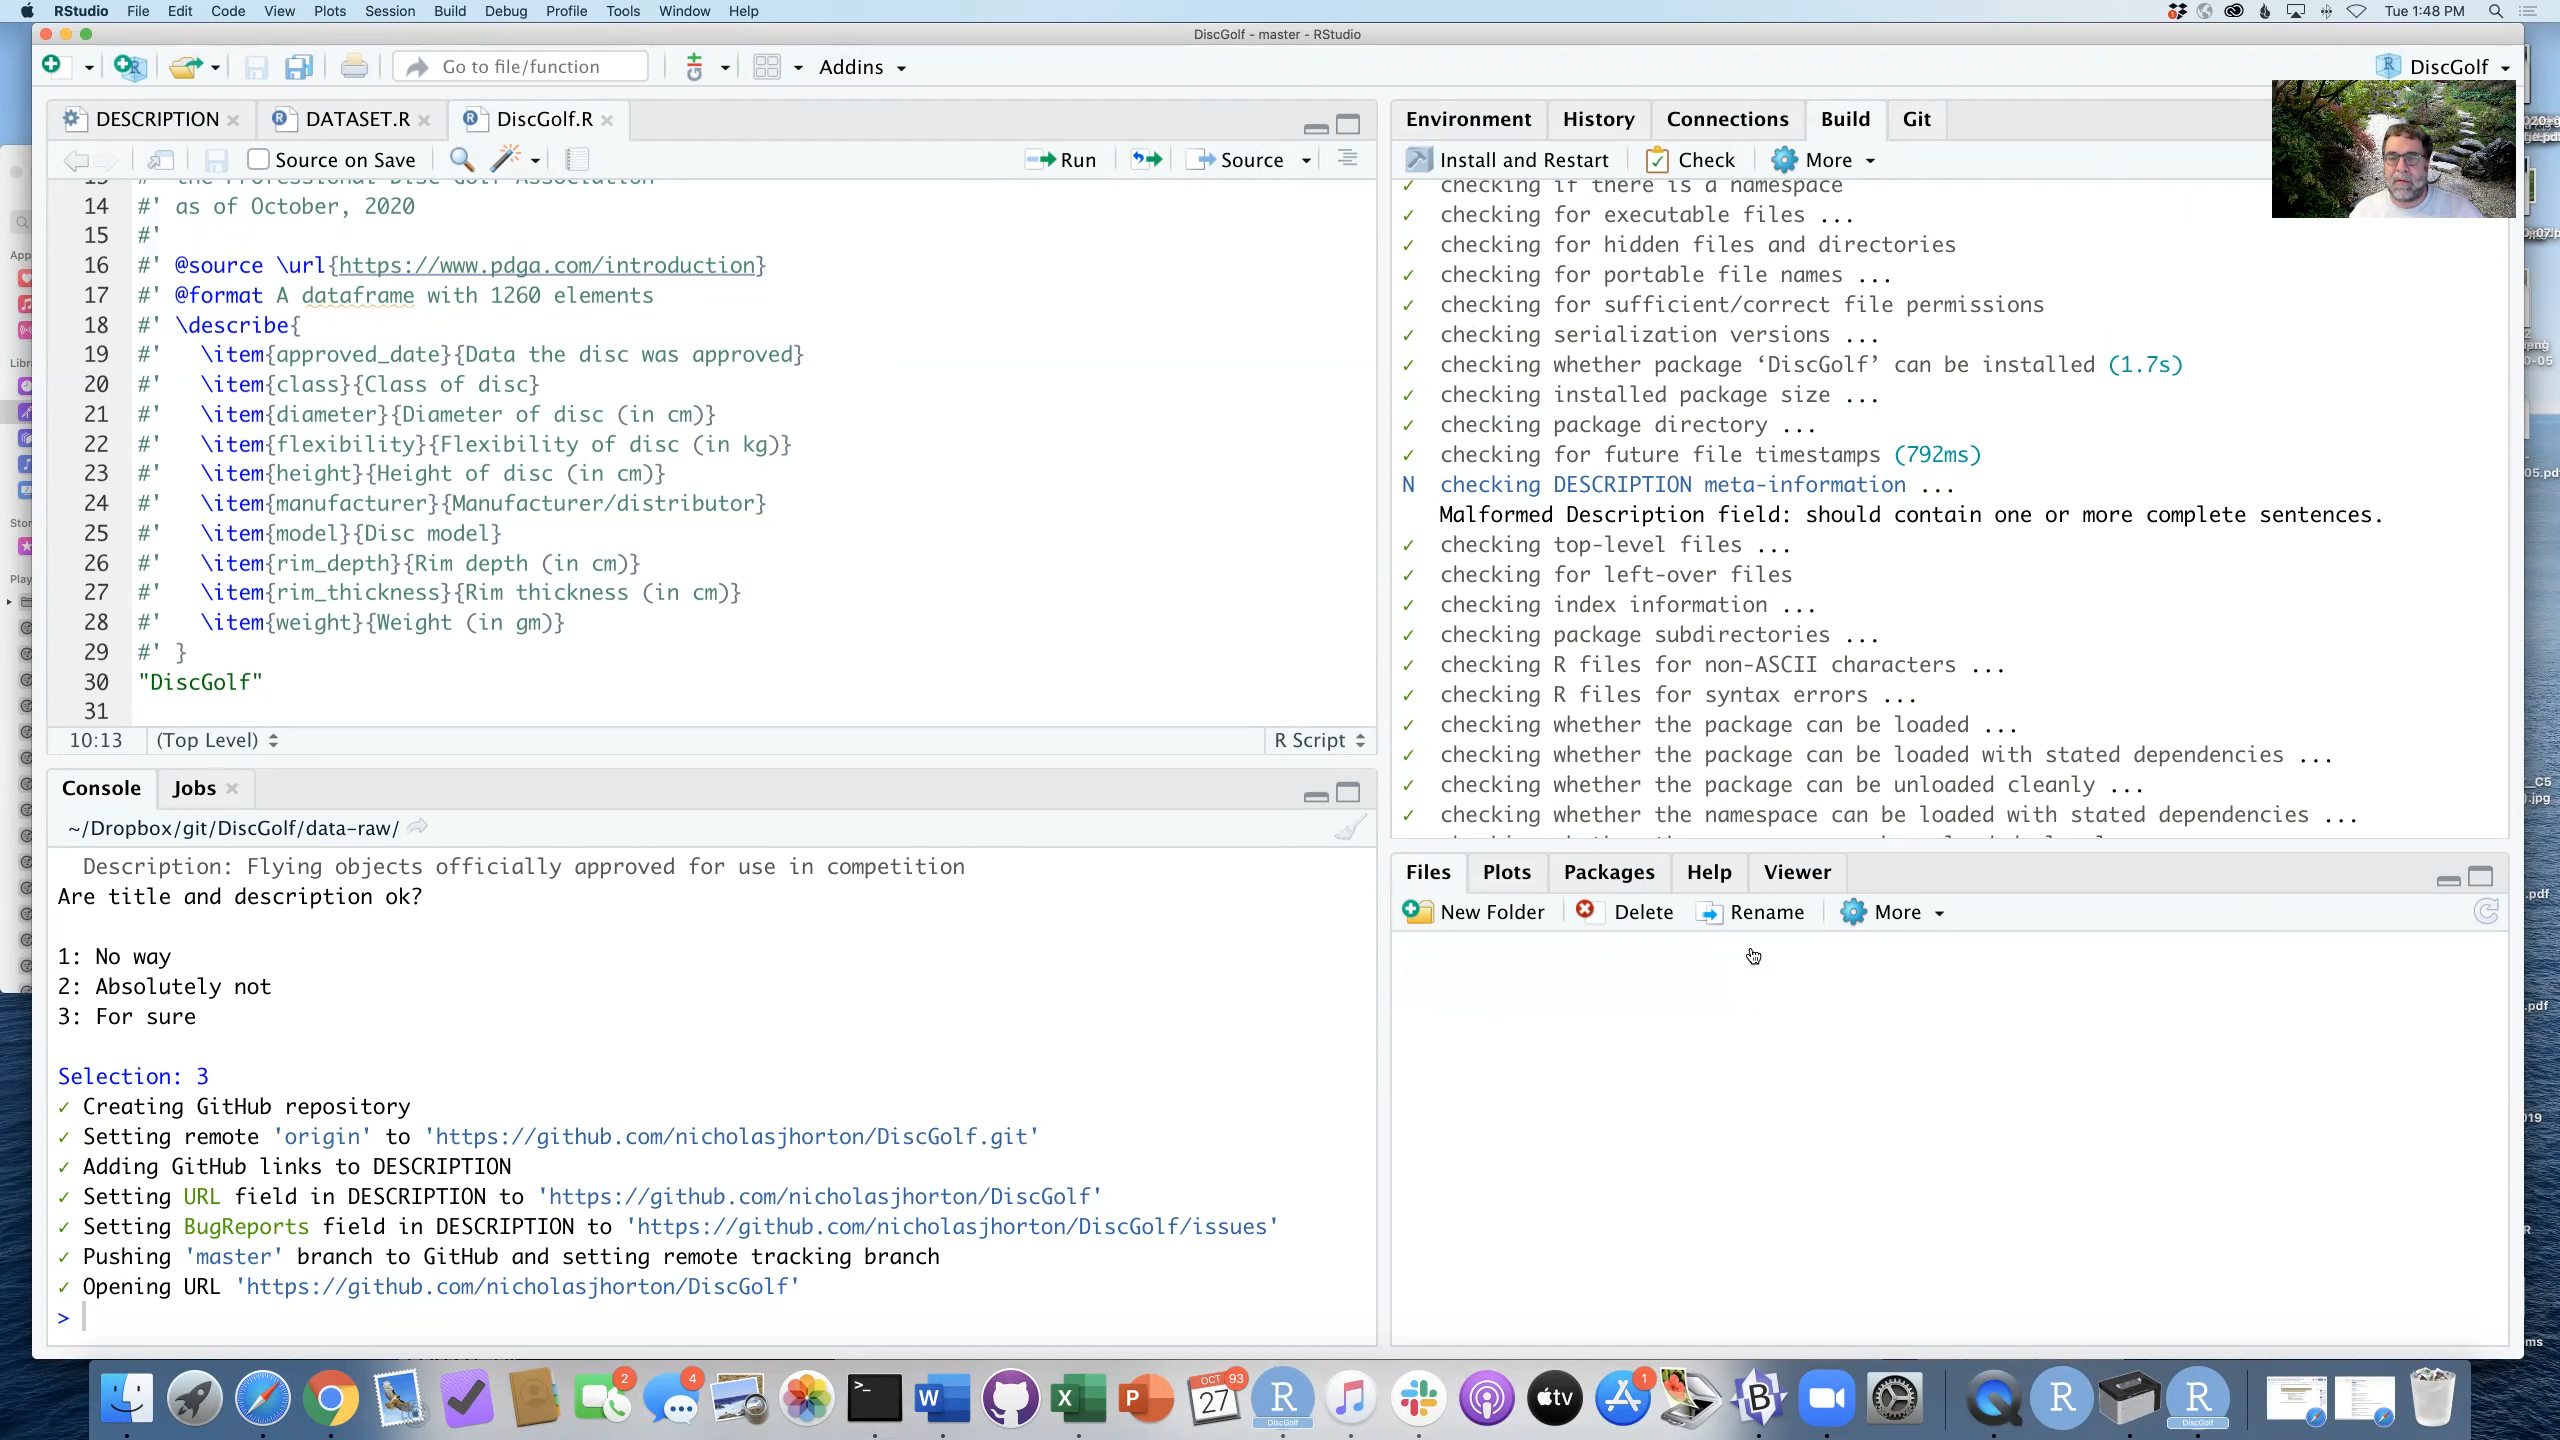 RStudio File Edit Code View Plots Session Build Debug Profile Tools Window Help
Tue 1:48 PM
DiscGolf - master - RStudio
Go to file/function
Addins
DiscGolf
DESCRIPTION
DATASET.R
DiscGolf.R
Source on Save
Run
Source
14 #' as of October, 2020
15 #'
16 #' @source \url{https://www.pdga.com/introduction}
17 #' @format A dataframe with 1260 elements
18 #' \describe{
19 #'   \item{approved_date}{Data the disc was approved}
20 #'   \item{class}{Class of disc}
21 #'   \item{diameter}{Diameter of disc (in cm)}
22 #'   \item{flexibility}{Flexibility of disc (in kg)}
23 #'   \item{height}{Height of disc (in cm)}
24 #'   \item{manufacturer}{Manufacturer/distributor}
25 #'   \item{model}{Disc model}
26 #'   \item{rim_depth}{Rim depth (in cm)}
27 #'   \item{rim_thickness}{Rim thickness (in cm)}
28 #'   \item{weight}{Weight (in gm)}
29 #' }
30 "DiscGolf"
31
10:13 (Top Level)
R Script
Console Jobs
~/Dropbox/git/DiscGolf/data-raw/
Description: Flying objects officially approved for use in competition
Are title and description ok?
1: No way
2: Absolutely not
3: For sure
Selection: 3
✓ Creating GitHub repository
✓ Setting remote 'origin' to 'https://github.com/nicholasjhorton/DiscGolf.git'
✓ Adding GitHub links to DESCRIPTION
✓ Setting URL field in DESCRIPTION to 'https://github.com/nicholasjhorton/DiscGolf'
✓ Setting BugReports field in DESCRIPTION to 'https://github.com/nicholasjhorton/DiscGolf/issues'
✓ Pushing 'master' branch to GitHub and setting remote tracking branch
✓ Opening URL 'https://github.com/nicholasjhorton/DiscGolf'
>
Environment History Connections Build Git
Install and Restart Check More
✓ checking if there is a namespace
✓ checking for executable files ...
✓ checking for hidden files and directories
✓ checking for portable file names ...
✓ checking for sufficient/correct file permissions
✓ checking serialization versions ...
✓ checking whether package ‘DiscGolf’ can be installed (1.7s)
✓ checking installed package size ...
✓ checking package directory ...
✓ checking for future file timestamps (792ms)
N checking DESCRIPTION meta-information ...
Malformed Description field: should contain one or more complete sentences.
✓ checking top-level files ...
✓ checking for left-over files
✓ checking index information ...
✓ checking package subdirectories ...
✓ checking R files for non-ASCII characters ...
✓ checking R files for syntax errors ...
✓ checking whether the package can be loaded ...
✓ checking whether the package can be loaded with stated dependencies ...
✓ checking whether the package can be unloaded cleanly ...
✓ checking whether the namespace can be loaded with stated dependencies ...
Files Plots Packages Help Viewer
New Folder Delete Rename More